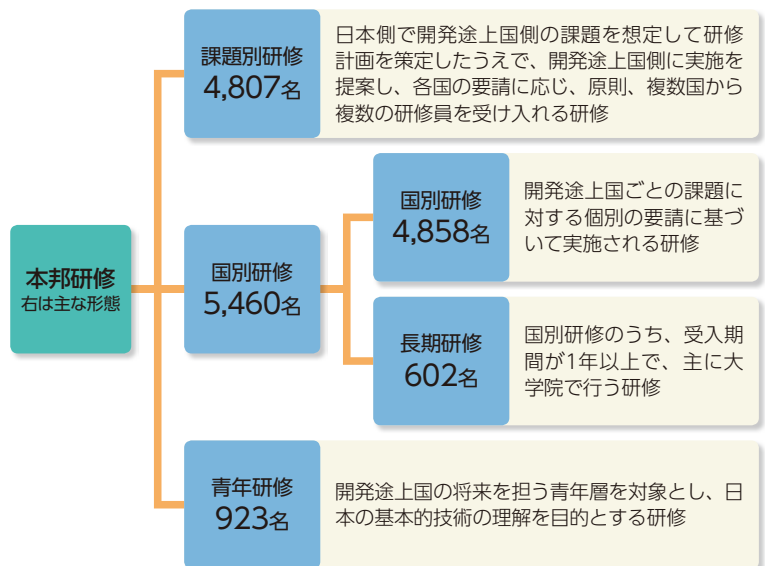 課題別研修
4,807名
日本側で開発途上国側の課題を想定して研修
計画を策定したうえで、開発途上国側に実施を
提案し、各国の要請に応じ、原則、複数国から
複数の研修員を受け入れる研修
本邦研修
右は主な形態
国別研修
5,460名
国別研修
4,858名
開発途上国ごとの課題に
対する個別の要請に基づ
いて実施される研修
長期研修
602名
国別研修のうち、受入期
間が1年以上で、主に大
学院で行う研修
青年研修
923名
開発途上国の将来を担う青年層を対象とし、日
本の基本的技術の理解を目的とする研修